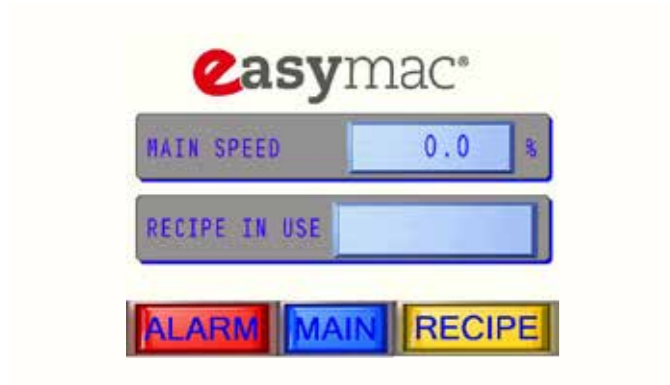 easymac®
MAIN SPEED 0.0 %
RECIPE IN USE
ALARM MAIN RECIPE